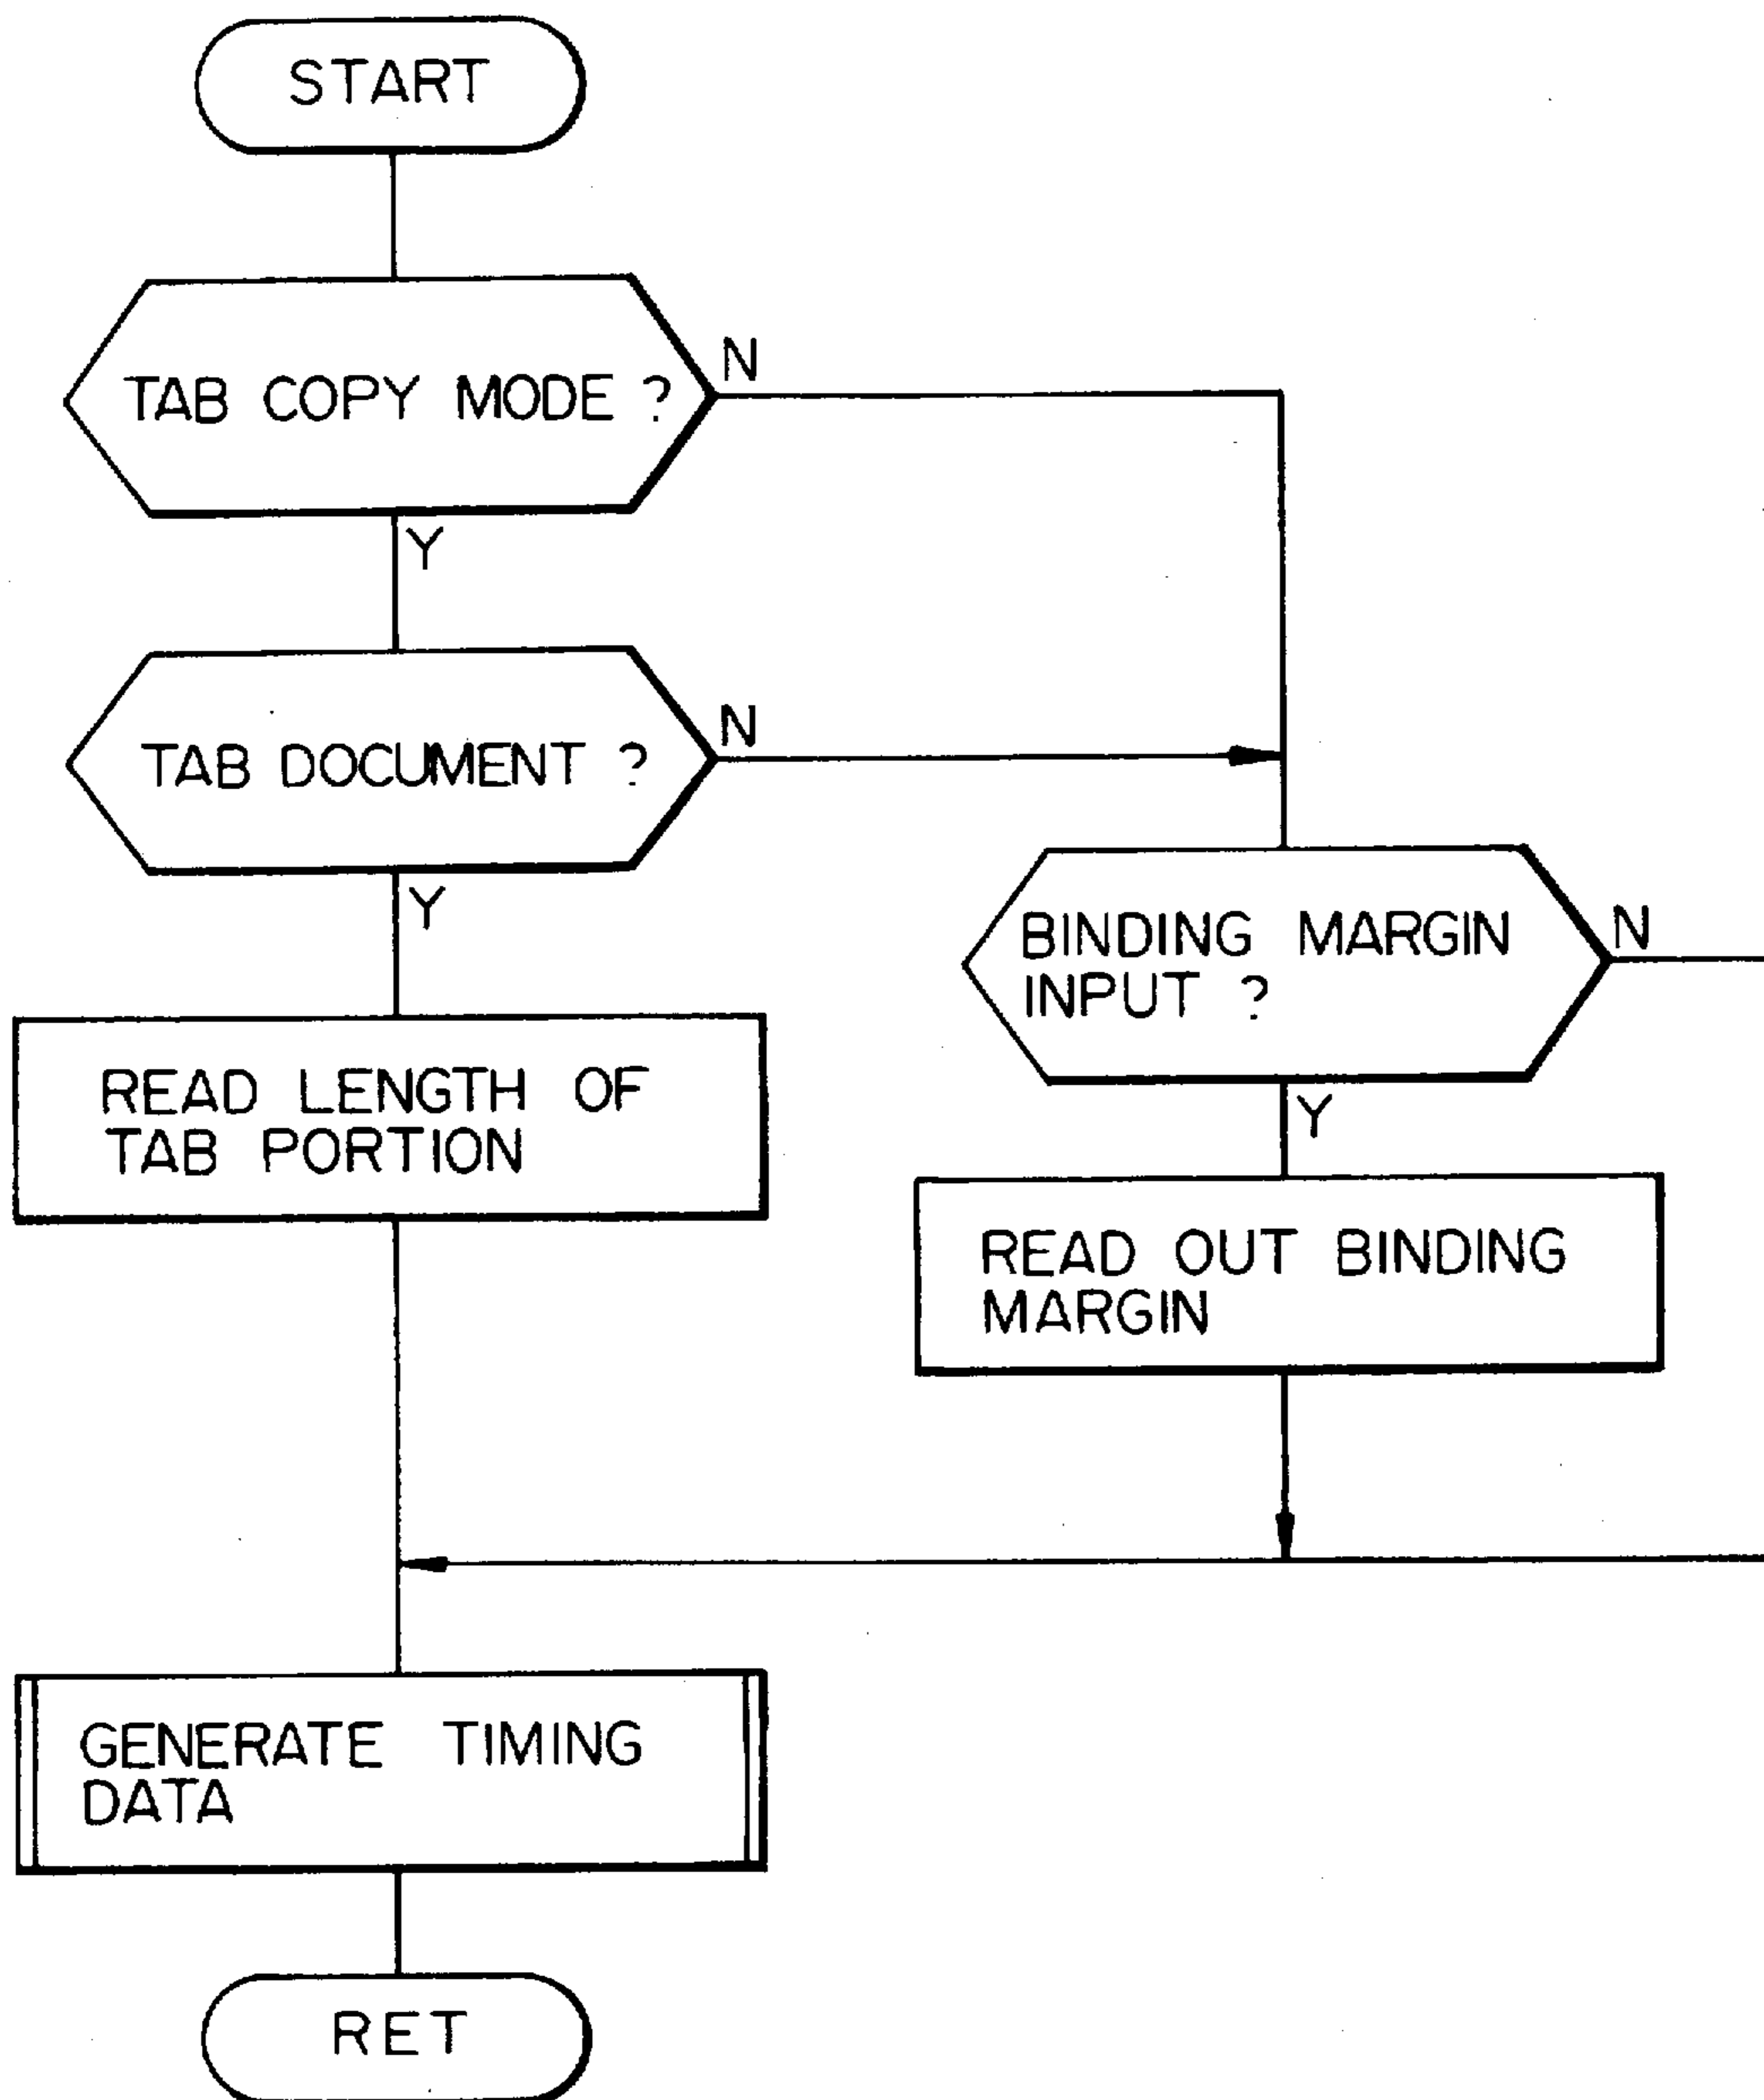 START
TAB COPY MODE ?
N
Y
TAB DOCUMENT ?
N
Y
BINDING MARGIN
INPUT ?
N
Y
READ LENGTH OF
TAB PORTION
READ OUT BINDING
MARGIN
GENERATE TIMING
DATA
RET